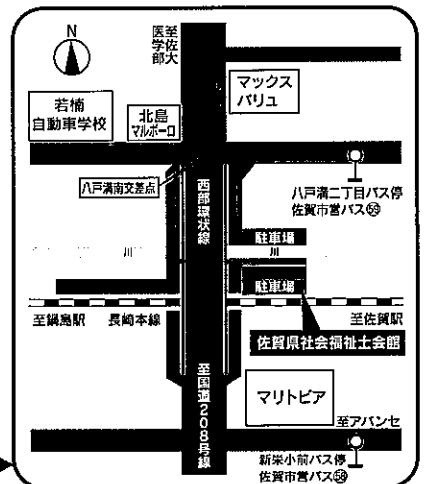 N
至佐大
医学部
マックス
バリュ
若楠
自動車学校
北島
マルボーロ
八戸溝南交差点
西部環状線
八戸溝二丁目バス停
佐賀市営バス㊾
駐車場
川
川
駐車場
至鍋島駅
長崎本線
至佐賀駅
佐賀県社会福祉士会館
至国道208号線
マリトピア
至アバンセ
新栄小前バス停
佐賀市営バス㊽